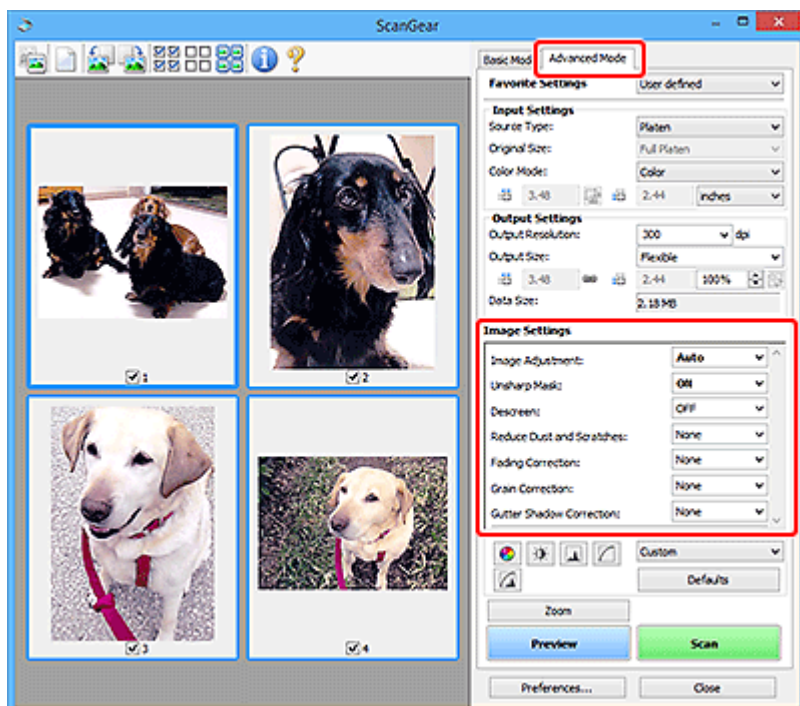 ScanGear
Basic Mod Advanced Mode
Favorite Settings User defined
Input Settings
Source Type: Platen
Original Size: Full Platen
Color Mode: Color
3.48 2.44 inches
Output Settings
Output Resolution: 300 dpi
Output Size: Flexible
3.48 2.44 100%
Data Size: 2.18 MB
Image Settings
Image Adjustment: Auto
Unsharp Mask: ON
Descreen: OFF
Reduce Dust and Scratches: None
Fading Correction: None
Grain Correction: None
Gutter Shadow Correction: None
Custom
Defaults
Zoom
Preview Scan
Preferences... Close
1
2
3
4